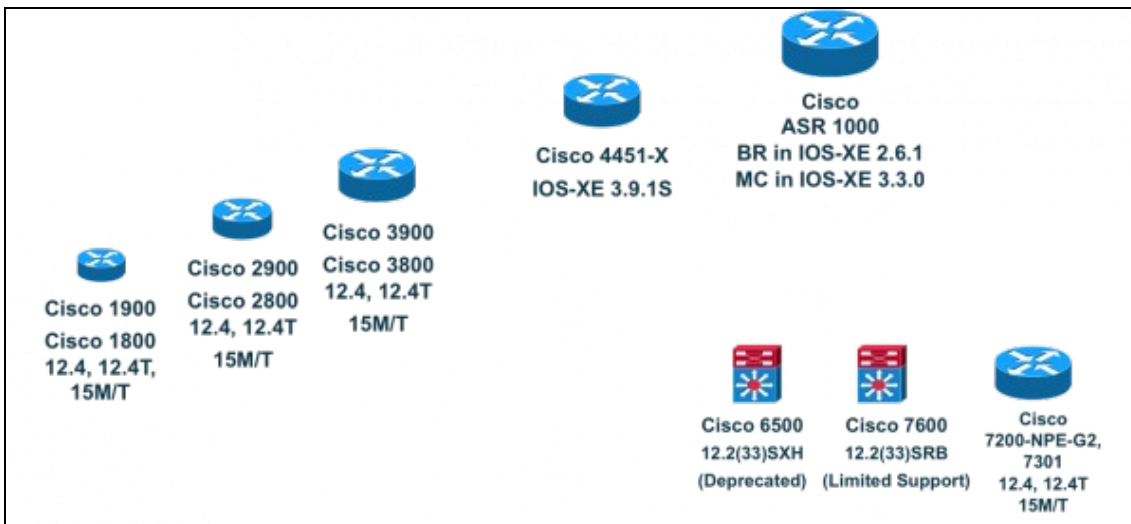 Cisco 1900
Cisco 1800
12.4, 12.4T,
15M/T
Cisco 2900
Cisco 2800
12.4, 12.4T
15M/T
Cisco 3900
Cisco 3800
12.4, 12.4T
15M/T
Cisco 4451-X
IOS-XE 3.9.1S
Cisco
ASR 1000
BR in IOS-XE 2.6.1
MC in IOS-XE 3.3.0
Cisco 6500
12.2(33)SXH
(Deprecated)
Cisco 7600
12.2(33)SRB
(Limited Support)
Cisco
7200-NPE-G2,
7301
12.4, 12.4T
15M/T